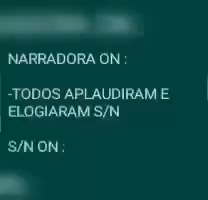 NARRADORA ON :
-TODOS APLAUDIRAM E
ELOGIARAM S/N
S/N ON :